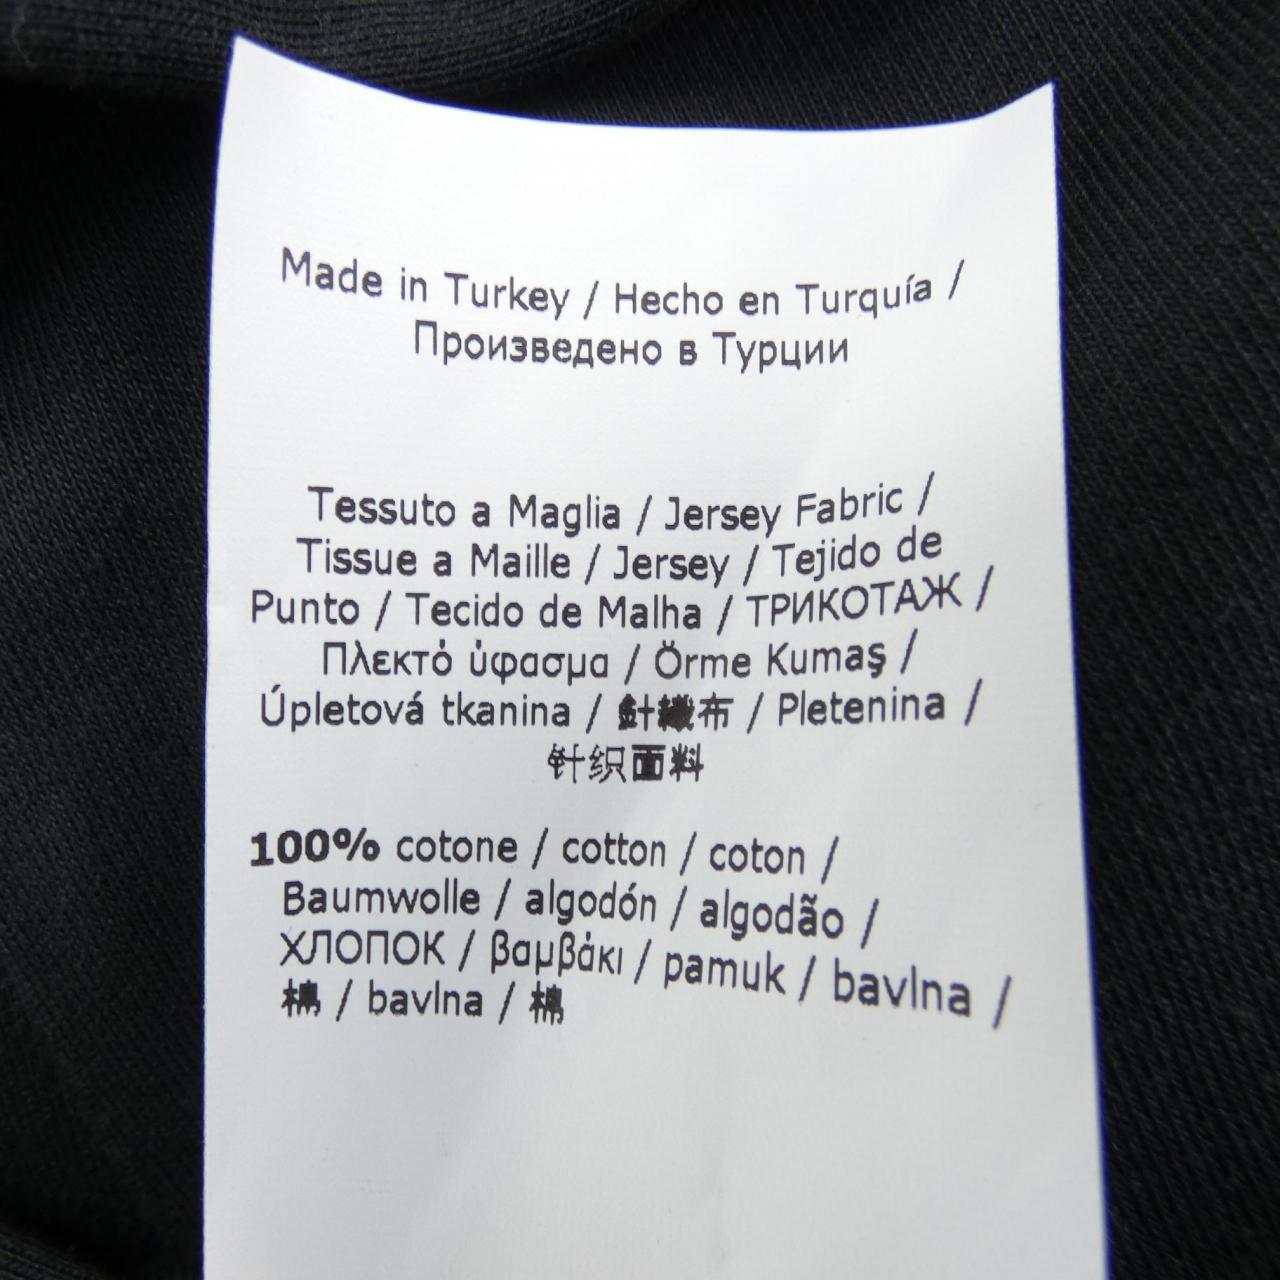 Made in Turkey / Hecho en Turquía /
Произведено в Турции
Tessuto a Maglia / Jersey Fabric /
Tissue a Maille / Jersey / Tejido de
Punto / Tecido de Malha / ТРИКОТАЖ /
Πλεκτό ύφασμα / Örme Kumaş /
Úpletová tkanina / 針織布 / Pletenina /
针织面料
100% cotone / cotton / coton /
Baumwolle / algodón / algodão /
ХЛОПОК / βαμβάκι / pamuk / bavlna /
棉 / bavlna / 棉